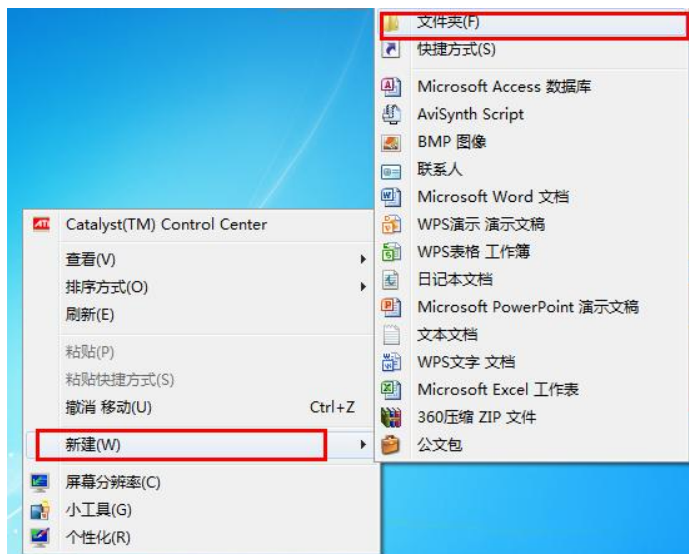 文件夹(F)
快捷方式(S)
Microsoft Access 数据库
AviSynth Script
BMP 图像
联系人
Microsoft Word 文档
WPS演示 演示文稿
WPS表格 工作簿
日记本文档
Microsoft PowerPoint 演示文稿
文本文档
WPS文字 文档
Microsoft Excel 工作表
360压缩 ZIP 文件
公文包
ATI Catalyst(TM) Control Center
查看(V)
排序方式(O)
刷新(E)
粘贴(P)
粘贴快捷方式(S)
撤消 移动(U) Ctrl+Z
新建(W)
屏幕分辨率(C)
小工具(G)
个性化(R)